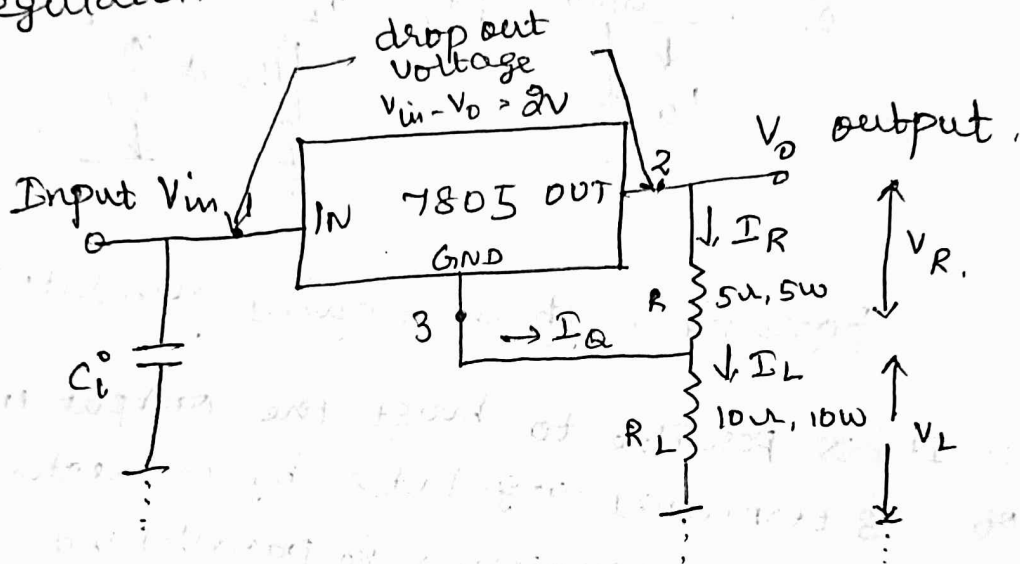 drop out
voltage
Vin - Vo = 2V
Vo output.
Input Vin
1
IN
7805
OUT
2
GND
IR
VR.
R
5Ω, 5W
3
→ IQ
Ci
IL
10Ω, 10W
RL
VL